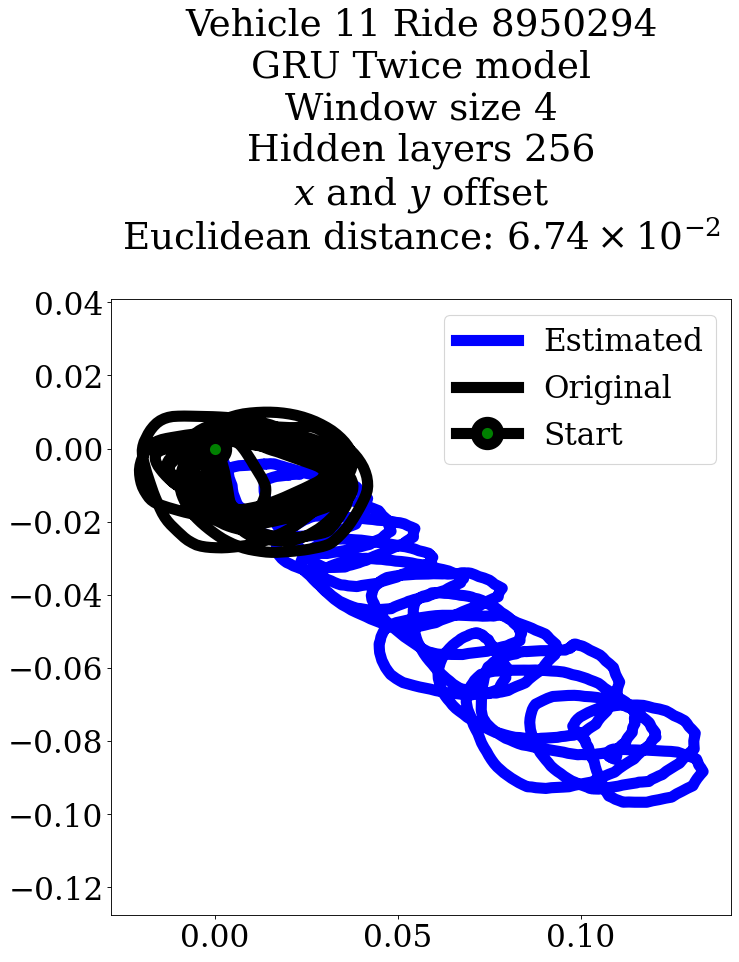 Vehicle 11 Ride 8950294
GRU Twice model
Window size 4
Hidden layers 256
x and y offset
Euclidean distance: 6.74 × 10⁻²
0.04
0.02
0.00
−0.02
−0.04
−0.06
−0.08
−0.10
−0.12
Estimated
Original
Start
0.00 0.05 0.10